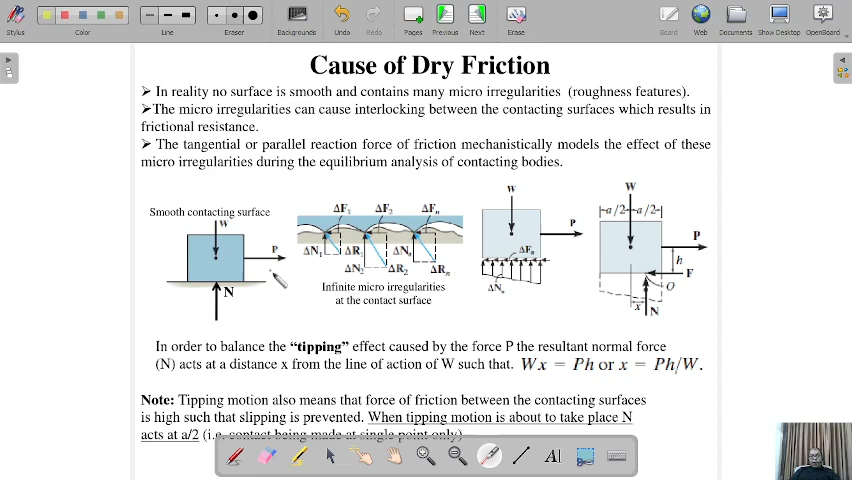 Stylus
Color
Line
Eraser
Backgrounds
Undo
Redo
Pages
Previous
Next
Erase
Board
Web
Documents
Show Desktop
OpenBoard
Cause of Dry Friction
➢ In reality no surface is smooth and contains many micro irregularities (roughness features).
➢The micro irregularities can cause interlocking between the contacting surfaces which results in
frictional resistance.
➢ The tangential or parallel reaction force of friction mechanistically models the effect of these
micro irregularities during the equilibrium analysis of contacting bodies.
Smooth contacting surface
W
P
N
ΔF₁ ΔF₂ ΔFₙ
ΔN₁ ΔR₁ ΔNₙ
ΔN₂ ΔR₂ ΔRₙ
Infinite micro irregularities
at the contact surface
W
P
ΔFₙ
ΔNₙ
W
a/2 a/2
P
h
F
O
x
N
In order to balance the “tipping” effect caused by the force P the resultant normal force
(N) acts at a distance x from the line of action of W such that. Wx = Ph or x = Ph/W.
Note: Tipping motion also means that force of friction between the contacting surfaces
is high such that slipping is prevented. When tipping motion is about to take place N
acts at a/2 (i.e. contact being made at single point only)